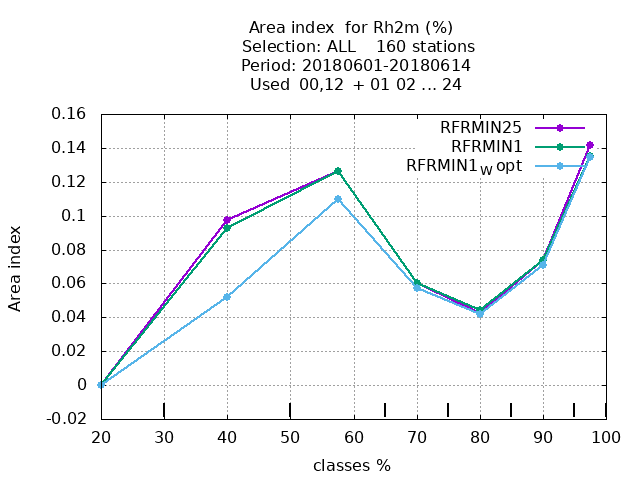 Area index  for Rh2m (%)
Selection: ALL    160 stations
Period: 20180601-20180614
Used  00,12  + 01 02 ... 24
RFRMIN25
RFRMIN1
RFRMIN1W opt
0.16
0.14
0.12
0.1
0.08
0.06
0.04
0.02
0
-0.02
Area index
20 30 40 50 60 70 80 90 100
classes %